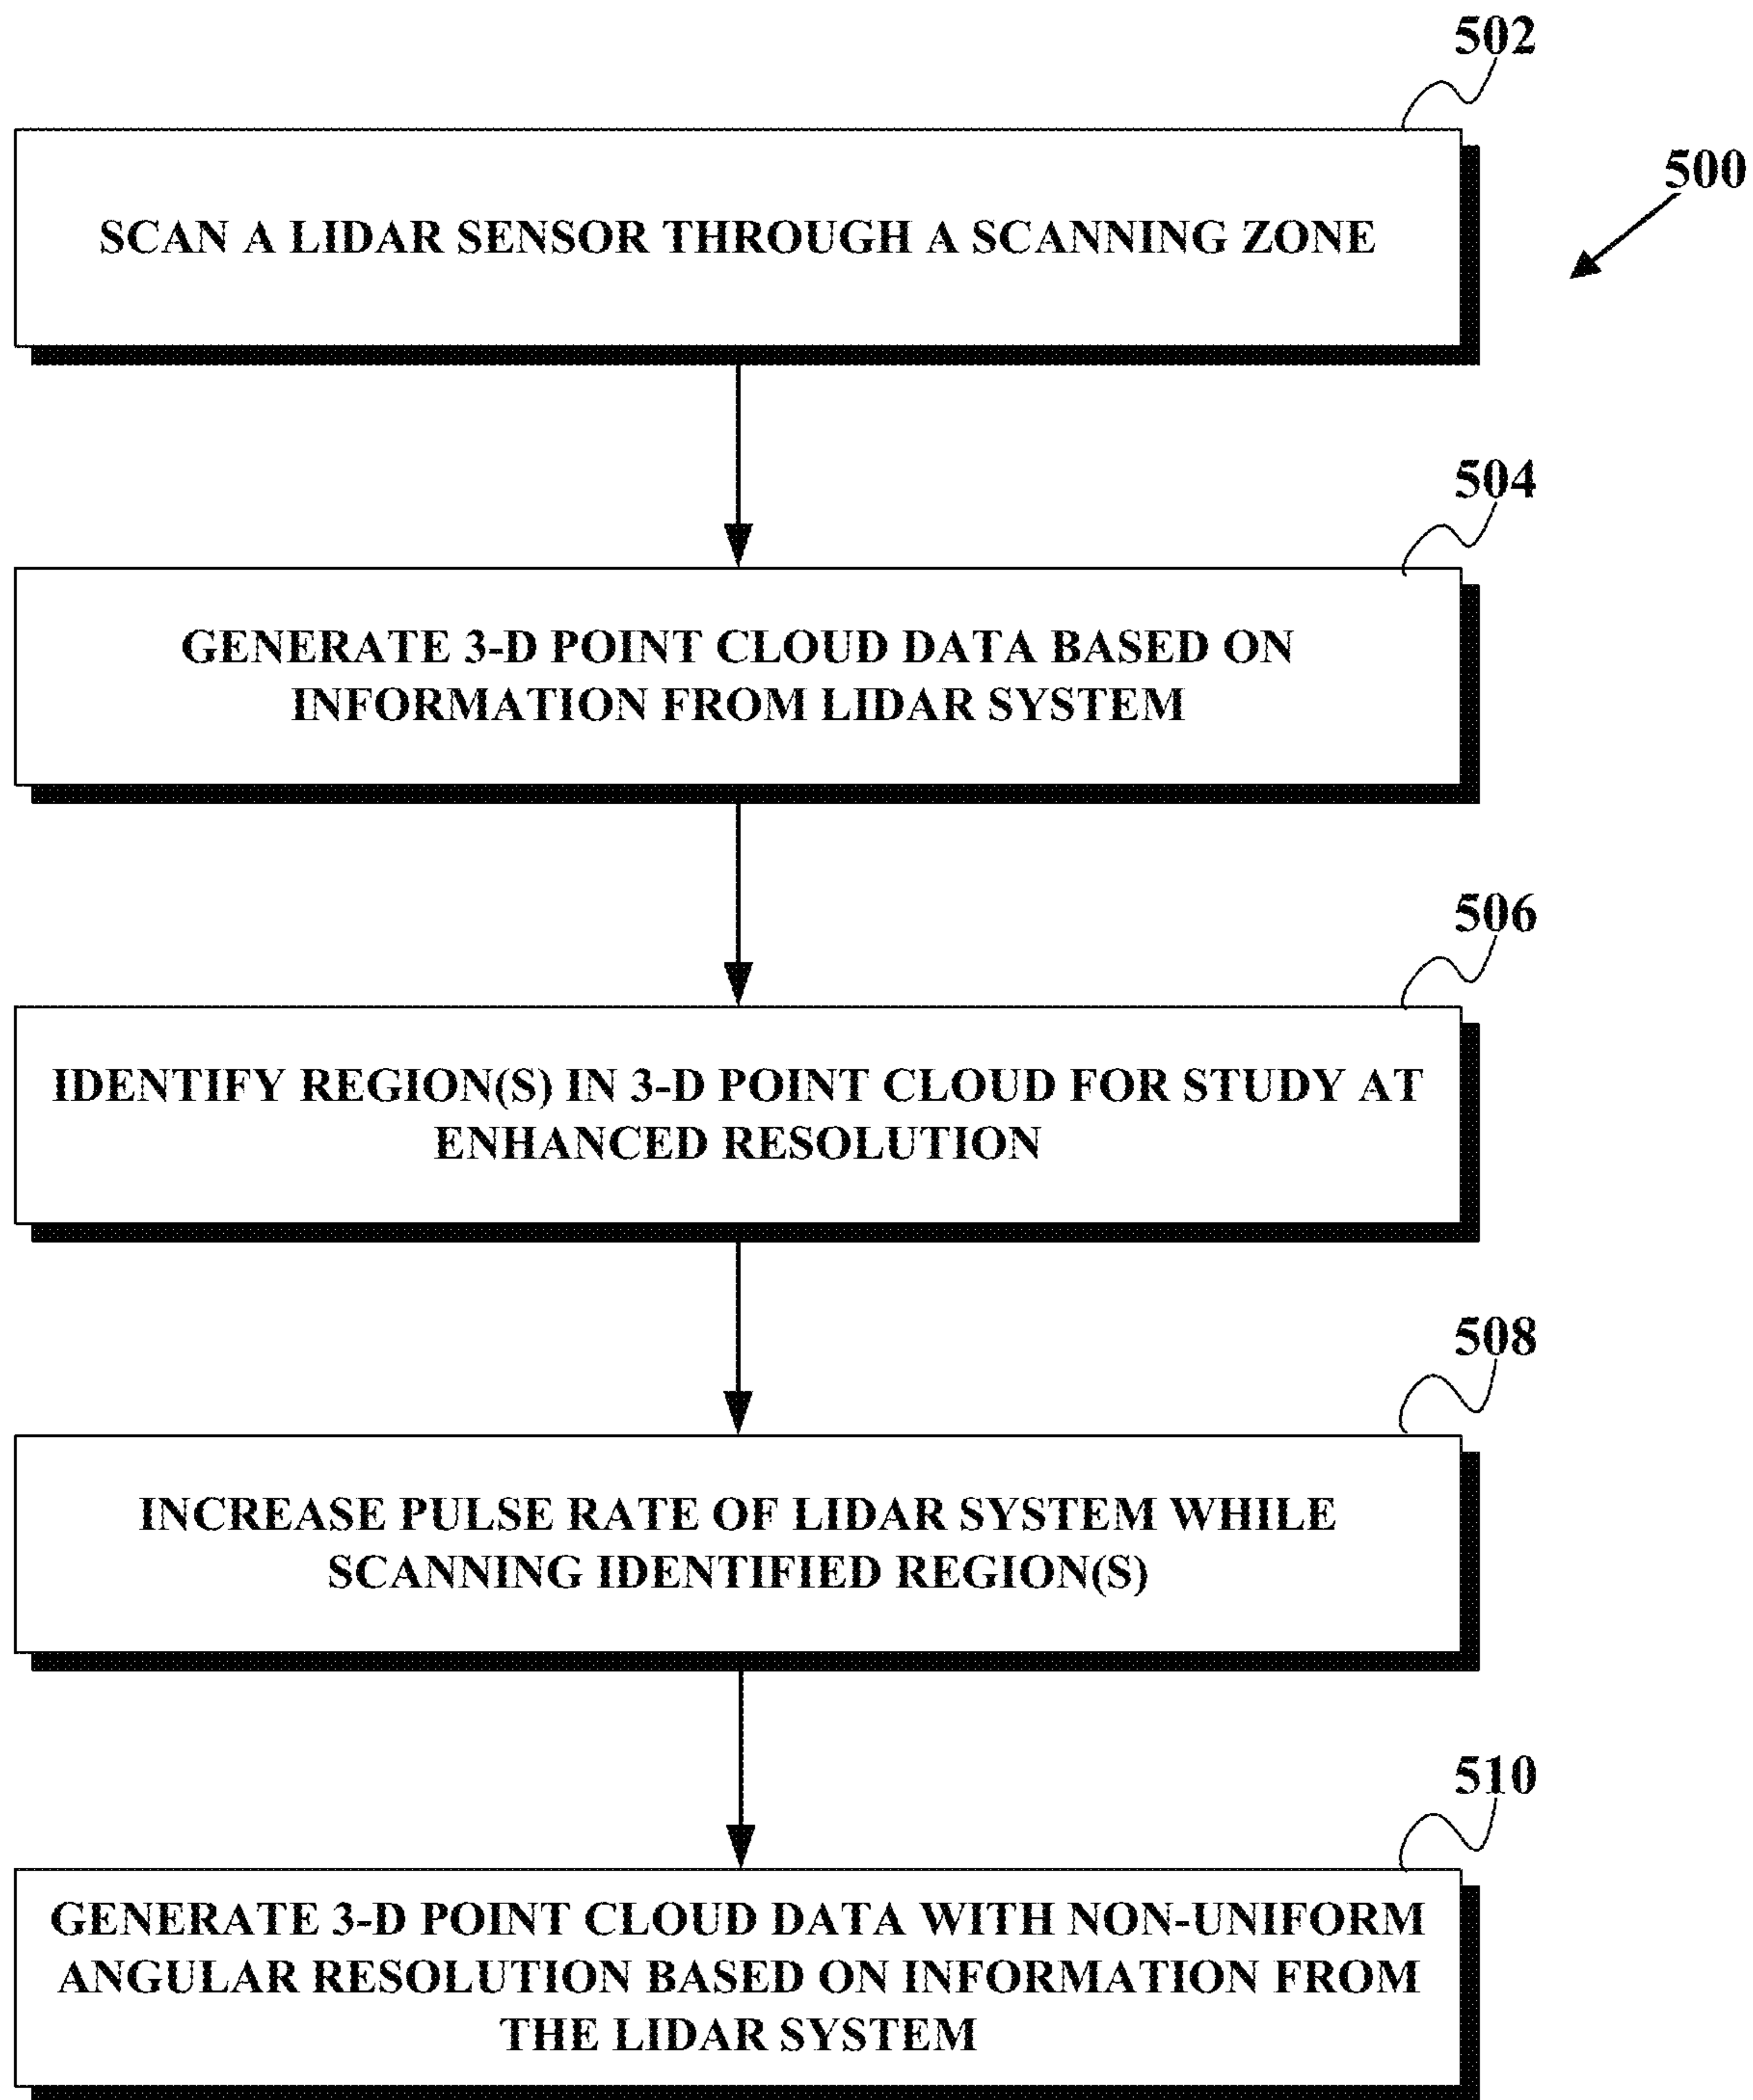 502
500
SCAN A LIDAR SENSOR THROUGH A SCANNING ZONE
504
GENERATE 3-D POINT CLOUD DATA BASED ON
INFORMATION FROM LIDAR SYSTEM
506
IDENTIFY REGION(S) IN 3-D POINT CLOUD FOR STUDY AT
ENHANCED RESOLUTION
508
INCREASE PULSE RATE OF LIDAR SYSTEM WHILE
SCANNING IDENTIFIED REGION(S)
510
GENERATE 3-D POINT CLOUD DATA WITH NON-UNIFORM
ANGULAR RESOLUTION BASED ON INFORMATION FROM
THE LIDAR SYSTEM